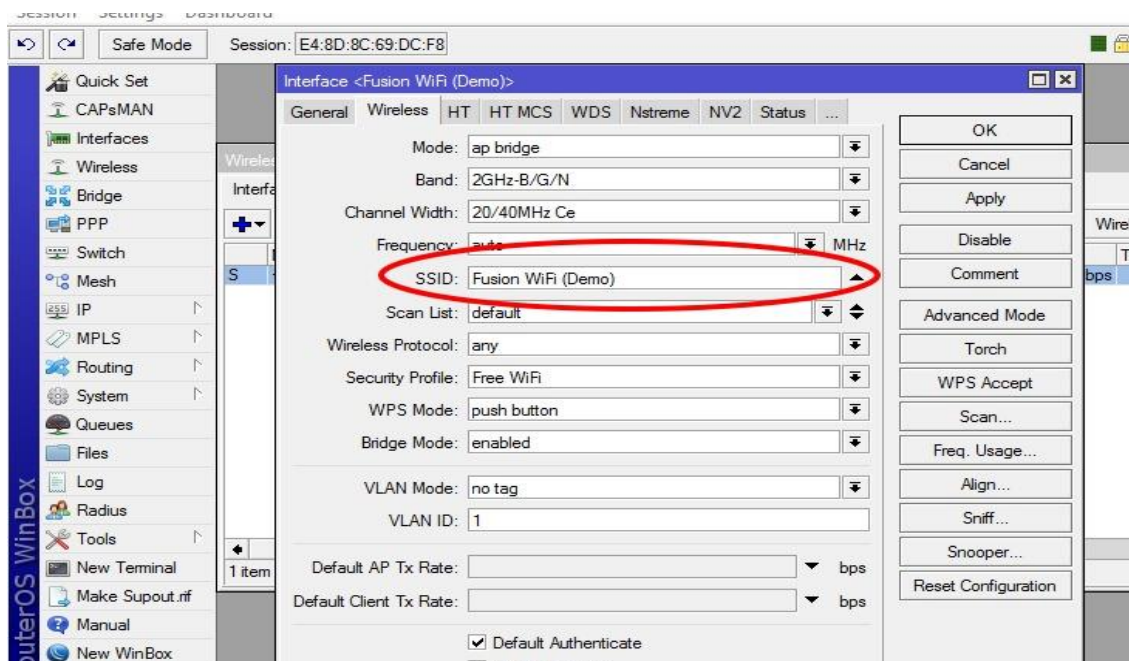 Session Settings Dashboard
Safe Mode Session: E4:8D:8C:69:DC:F8
Quick Set
CAPsMAN
Interfaces
Wireless
Bridge
PPP
Switch
Mesh
255 IP
MPLS
Routing
System
Queues
Files
Log
Radius
Tools
New Terminal
Make Supout.rif
Manual
New WinBox
outerOS WinBox
Wireles
Interfa
S
1 item
Interface <Fusion WiFi (Demo)>
General Wireless HT HT MCS WDS Nstreme NV2 Status ...
Mode: ap bridge
Band: 2GHz-B/G/N
Channel Width: 20/40MHz Ce
Frequency: auto MHz
SSID: Fusion WiFi (Demo)
Scan List: default
Wireless Protocol: any
Security Profile: Free WiFi
WPS Mode: push button
Bridge Mode: enabled
VLAN Mode: no tag
VLAN ID: 1
Default AP Tx Rate: bps
Default Client Tx Rate: bps
Default Authenticate
OK
Cancel
Apply
Disable
Comment
Advanced Mode
Torch
WPS Accept
Scan...
Freq. Usage...
Align...
Sniff...
Snooper...
Reset Configuration
Wire
T
bps